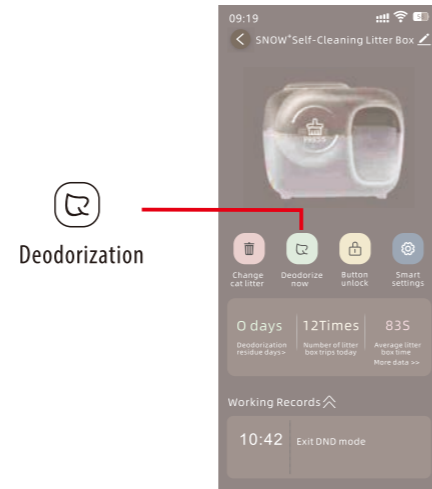 09:19
SNOW⁺Self-Cleaning Litter Box
PRESS
Deodorization
Change
cat litter
Deodorize
now
Button
unlock
Smart
settings
0 days
Deodorization
residue days>
12Times
Number of litter
box trips today
83S
Average litter
box time
More data >>
Working Records
10:42 Exit DND mode